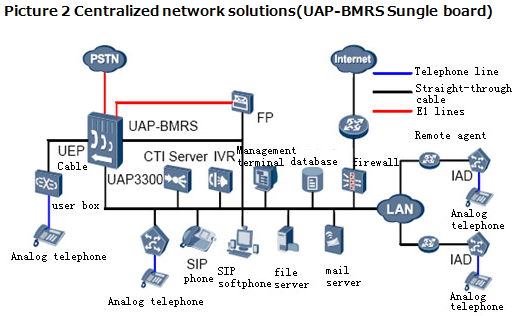 Picture 2 Centralized network solutions(UAP-BMRS Sungle board)
PSTN
Internet
Telephone line
Straight-through
cable
E1 lines
FP
UAP-BMRS
Remote agent
UEP
Cable
CTI Server
IVR
Management
terminal
database
firewall
IAD
UAP3300
user box
LAN
Analog
telephone
Analog telephone
SIP
phone
SIP
softphone
file
server
mail
server
IAD
Analog telephone
Analog
telephone